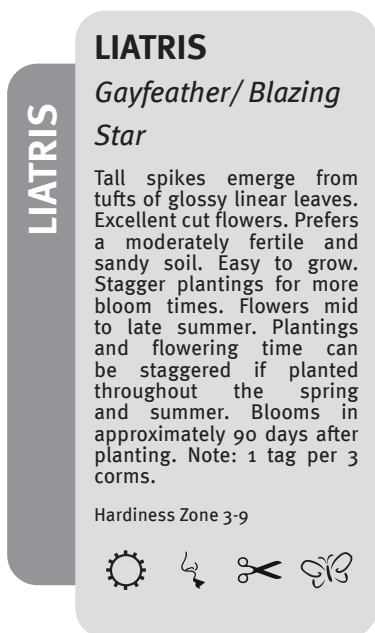 LIATRIS
LIATRIS
Gayfeather/ Blazing
Star
Tall spikes emerge from
tufts of glossy linear leaves.
Excellent cut flowers. Prefers
a moderately fertile and
sandy soil. Easy to grow.
Stagger plantings for more
bloom times. Flowers mid
to late summer. Plantings
and flowering time can
be staggered if planted
throughout the spring
and summer. Blooms in
approximately 90 days after
planting. Note: 1 tag per 3
corms.
Hardiness Zone 3-9